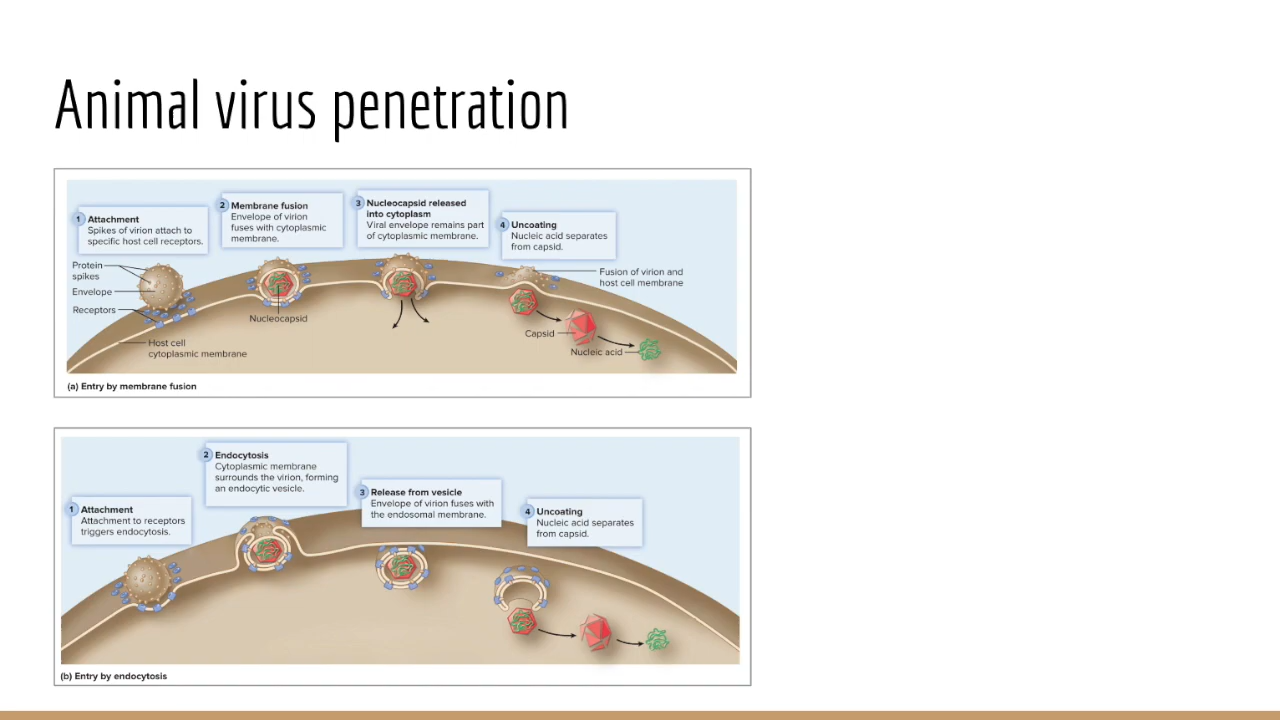 Animal virus penetration
1 Attachment
Spikes of virion attach to
specific host cell receptors.
2 Membrane fusion
Envelope of virion
fuses with cytoplasmic
membrane.
3 Nucleocapsid released
into cytoplasm
Viral envelope remains part
of cytoplasmic membrane.
4 Uncoating
Nucleic acid separates
from capsid.
Protein
spikes
Envelope
Receptors
Host cell
cytoplasmic membrane
Nucleocapsid
Fusion of virion and
host cell membrane
Capsid
Nucleic acid
(a) Entry by membrane fusion
1 Attachment
Attachment to receptors
triggers endocytosis.
2 Endocytosis
Cytoplasmic membrane
surrounds the virion, forming
an endocytic vesicle.
3 Release from vesicle
Envelope of virion fuses with
the endosomal membrane.
4 Uncoating
Nucleic acid separates
from capsid.
(b) Entry by endocytosis